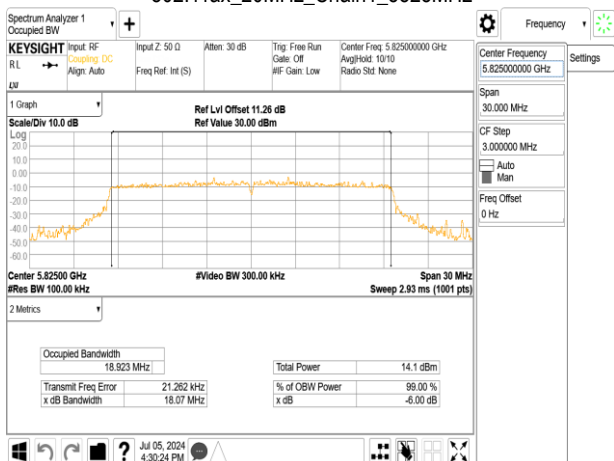 Spectrum Analyzer 1
Occupied BW
Frequency
KEYSIGHT
Input: RF
Coupling: DC
Align: Auto
Input Z: 50 Ω
Freq Ref: Int (S)
Atten: 30 dB
Trig: Free Run
Gate: Off
#IF Gain: Low
Center Freq: 5.825000000 GHz
Avg|Hold: 10/10
Radio Std: None
RL
LXI
Center Frequency
5.825000000 GHz
Settings
Span
30.000 MHz
CF Step
3.000000 MHz
Auto
Man
Freq Offset
0 Hz
1 Graph
Scale/Div 10.0 dB
Ref Lvl Offset 11.26 dB
Ref Value 30.00 dBm
Log
20.0
10.0
0.00
-10.0
-20.0
-30.0
-40.0
-50.0
-60.0
Center 5.82500 GHz
#Video BW 300.00 kHz
Span 30 MHz
#Res BW 100.00 kHz
Sweep 2.93 ms (1001 pts)
2 Metrics
Occupied Bandwidth
18.923 MHz
Total Power 14.1 dBm
Transmit Freq Error 21.262 kHz
% of OBW Power 99.00 %
x dB Bandwidth 18.07 MHz
x dB -6.00 dB
Jul 05, 2024
4:30:24 PM